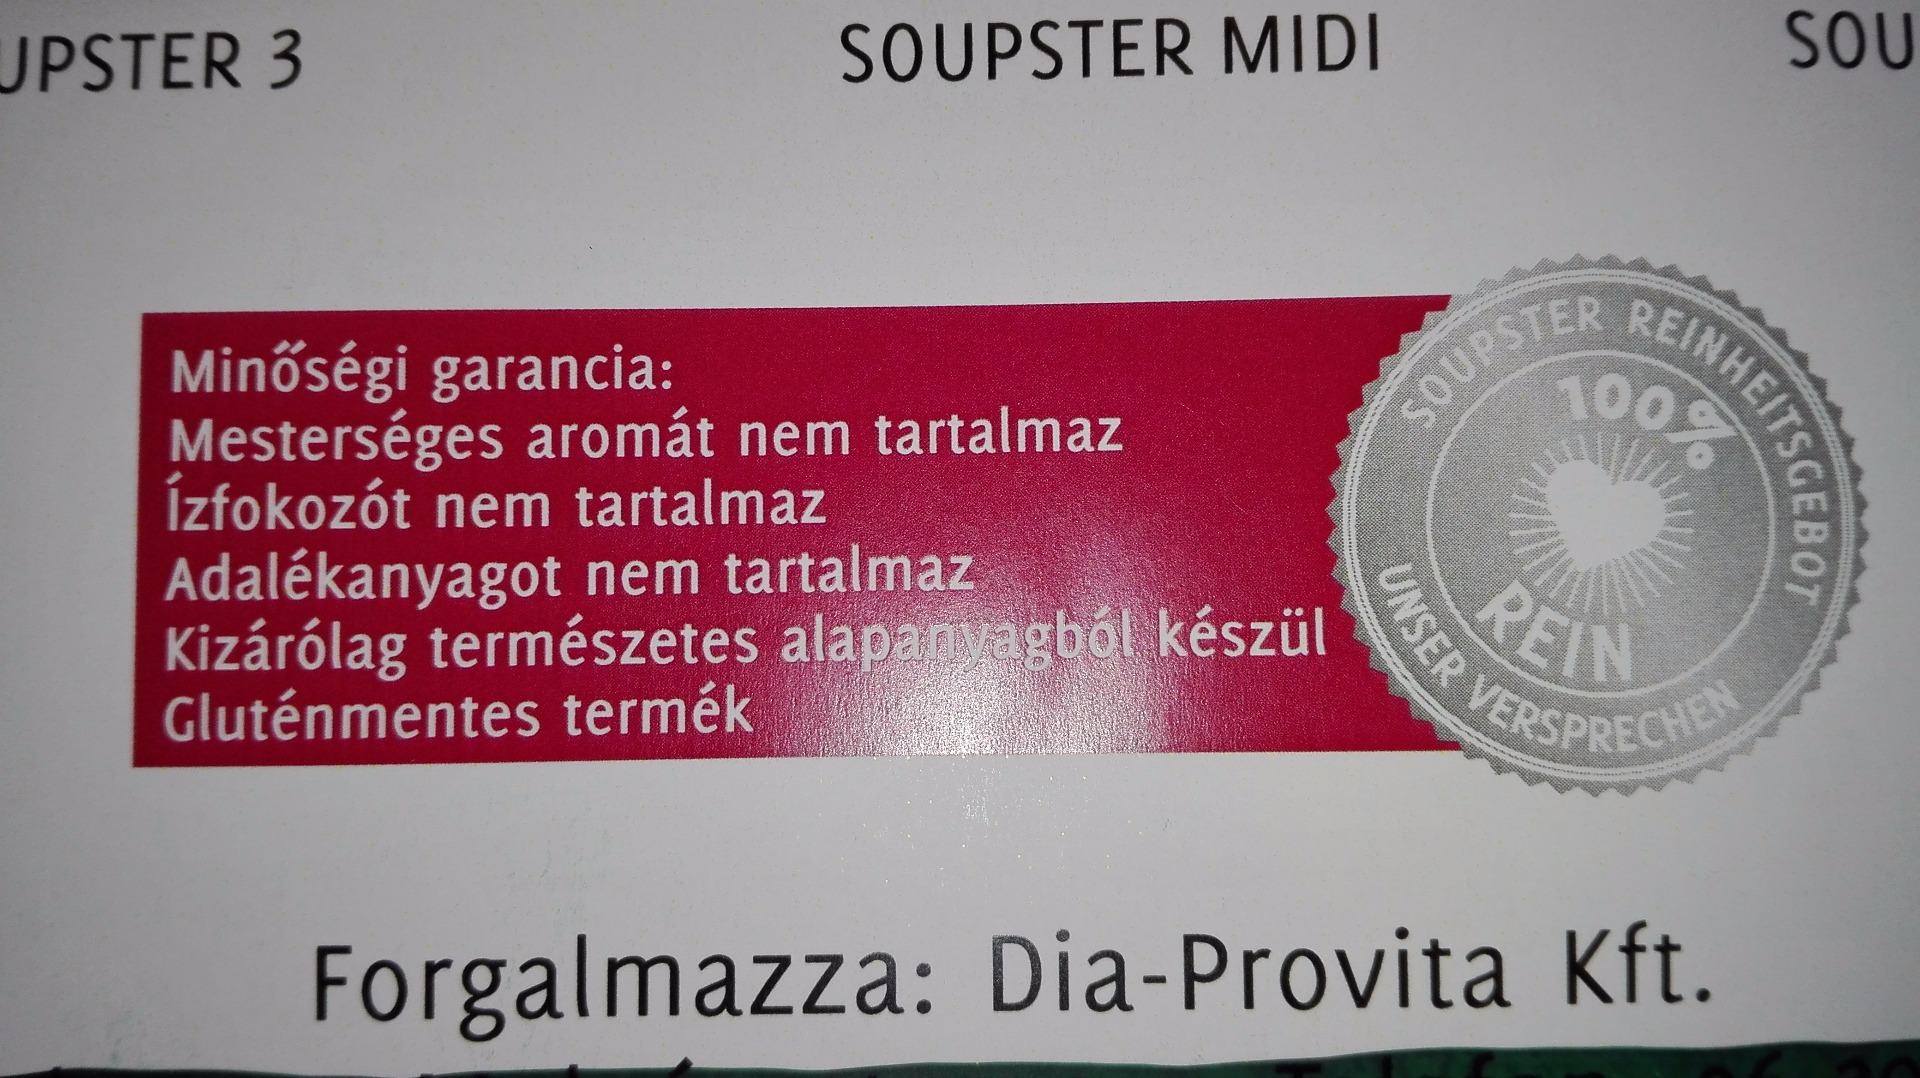 UPSTER 3 SOUPSTER MIDI SOU
Minőségi garancia:
Mesterséges aromát nem tartalmaz
Ízfokozót nem tartalmaz
Adalékanyagot nem tartalmaz
Kizárólag természetes alapanyagból készül
Gluténmentes termék
SOUPSTER REINHEITSGEBOT
100%
REIN
UNSER VERSPRECHEN
Forgalmazza: Dia-Provita Kft.